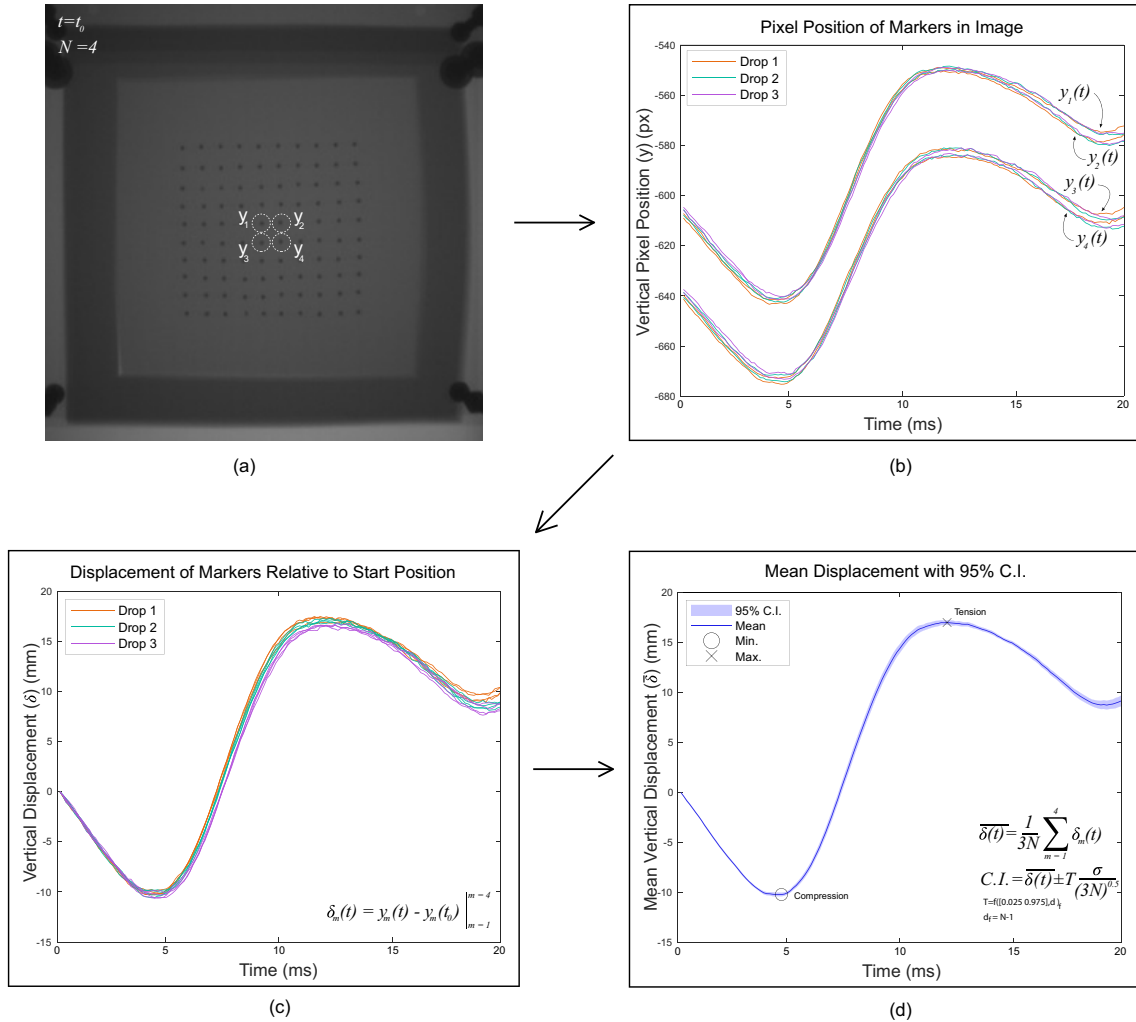 t=t₀
N =4
y₁ y₂
y₃ y₄
(a)
Pixel Position of Markers in Image
Drop 1
Drop 2
Drop 3
-540
-560
-580
-600
-620
-640
-660
-680
Vertical Pixel Position (y) (px)
y₁(t)
y₂(t)
y₃(t)
y₄(t)
0 5 10 15 20
Time (ms)
(b)
Displacement of Markers Relative to Start Position
Drop 1
Drop 2
Drop 3
20
15
10
5
0
-5
-10
-15
Vertical Displacement (δ) (mm)
δₘ(t) = yₘ(t) - yₘ(t₀) | m=4
m=1
0 5 10 15 20
Time (ms)
(c)
Mean Displacement with 95% C.I.
95% C.I.
Mean
Min.
Max.
Tension
Compression
20
15
10
5
0
-5
-10
-15
Mean Vertical Displacement (δ̅) (mm)
4
δ(t)̅ = 1/3N ∑ δₘ(t)
m=1
C.I.= δ(t)̅ ±T σ/(3N)^0.5
T=f([0.025 0.975],d )f
df = N-1
0 5 10 15 20
Time (ms)
(d)